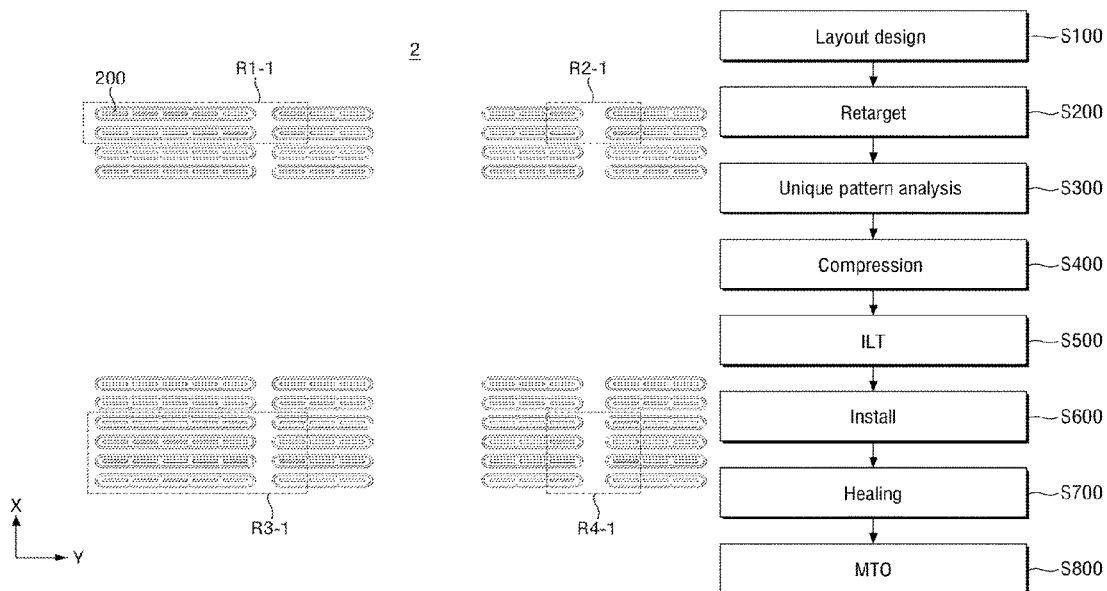 2
200
R1-1
R2-1
R3-1
R4-1
X
Y
Layout design
S100
Retarget
S200
Unique pattern analysis
S300
Compression
S400
ILT
S500
Install
S600
Healing
S700
MTO
S800